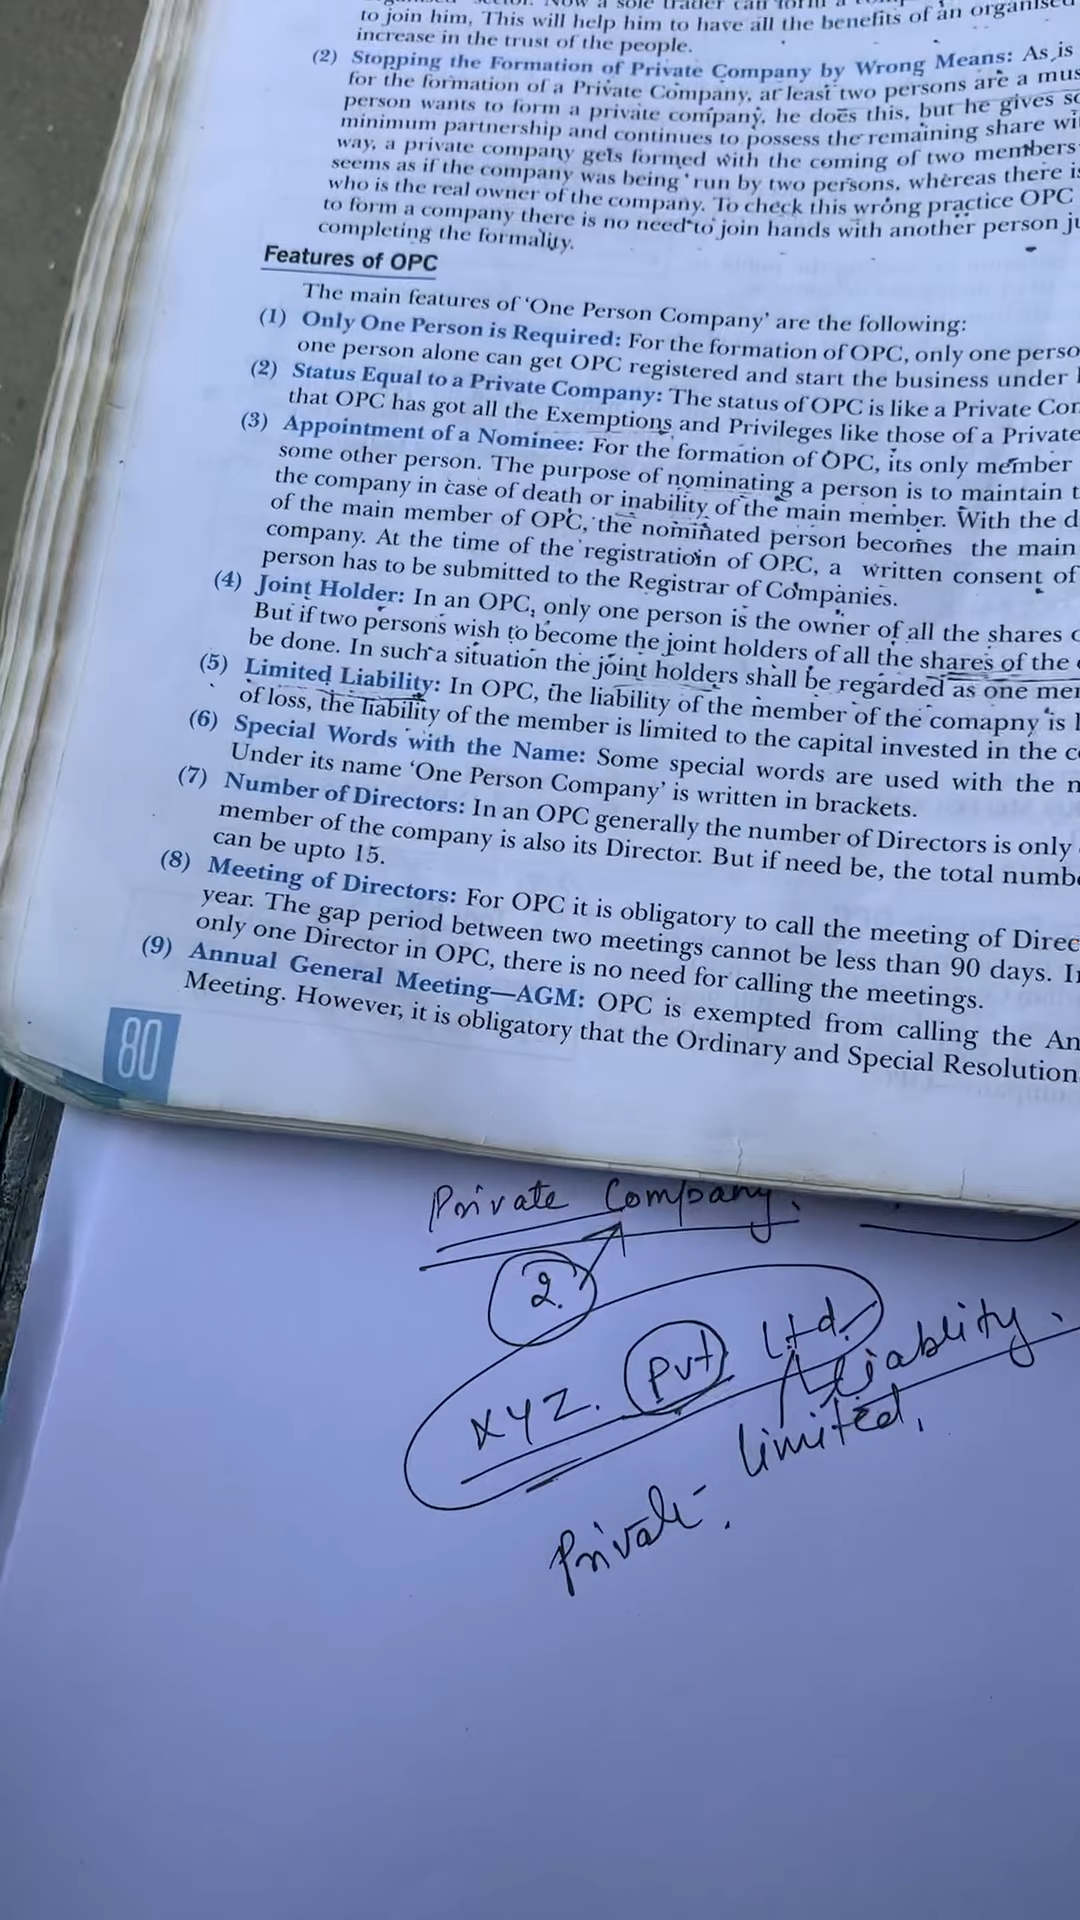 to join him, This will help him to have all the benefits of an organised
increase in the trust of the people.
(2) Stopping the Formation of Private Company by Wrong Means: As is
for the formation of a Private Company, at least two persons are a mus
person wants to form a private company, he does this, but he gives so
minimum partnership and continues to possess the remaining share wi
way, a private company gets formed with the coming of two members
seems as if the company was being run by two persons, whereas there is
who is the real owner of the company. To check this wrong practice OPC
to form a company there is no need to join hands with another person ju
completing the formality.
Features of OPC
The main features of 'One Person Company' are the following:
(1) Only One Person is Required: For the formation of OPC, only one perso
one person alone can get OPC registered and start the business under
(2) Status Equal to a Private Company: The status of OPC is like a Private Com
that OPC has got all the Exemptions and Privileges like those of a Private
(3) Appointment of a Nominee: For the formation of OPC, its only member
some other person. The purpose of nominating a person is to maintain t
the company in case of death or inability of the main member. With the d
of the main member of OPC, the nominated person becomes the main
company. At the time of the registratioin of OPC, a written consent of
person has to be submitted to the Registrar of Companies.
(4) Joint Holder: In an OPC, only one person is the owner of all the shares o
But if two persons wish to become the joint holders of all the shares of the
be done. In such a situation the joint holders shall be regarded as one mem
(5) Limited Liability: In OPC, the liability of the member of the comapny is l
of loss, the liability of the member is limited to the capital invested in the c
(6) Special Words with the Name: Some special words are used with the n
Under its name 'One Person Company' is written in brackets.
(7) Number of Directors: In an OPC generally the number of Directors is only
member of the company is also its Director. But if need be, the total numbe
can be upto 15.
(8) Meeting of Directors: For OPC it is obligatory to call the meeting of Direc
year. The gap period between two meetings cannot be less than 90 days. In
only one Director in OPC, there is no need for calling the meetings.
(9) Annual General Meeting—AGM: OPC is exempted from calling the An
Meeting. However, it is obligatory that the Ordinary and Special Resolution
80
Private Company.
2.
XYZ. Pvt. Ltd.
Liablity.
Private - limited.